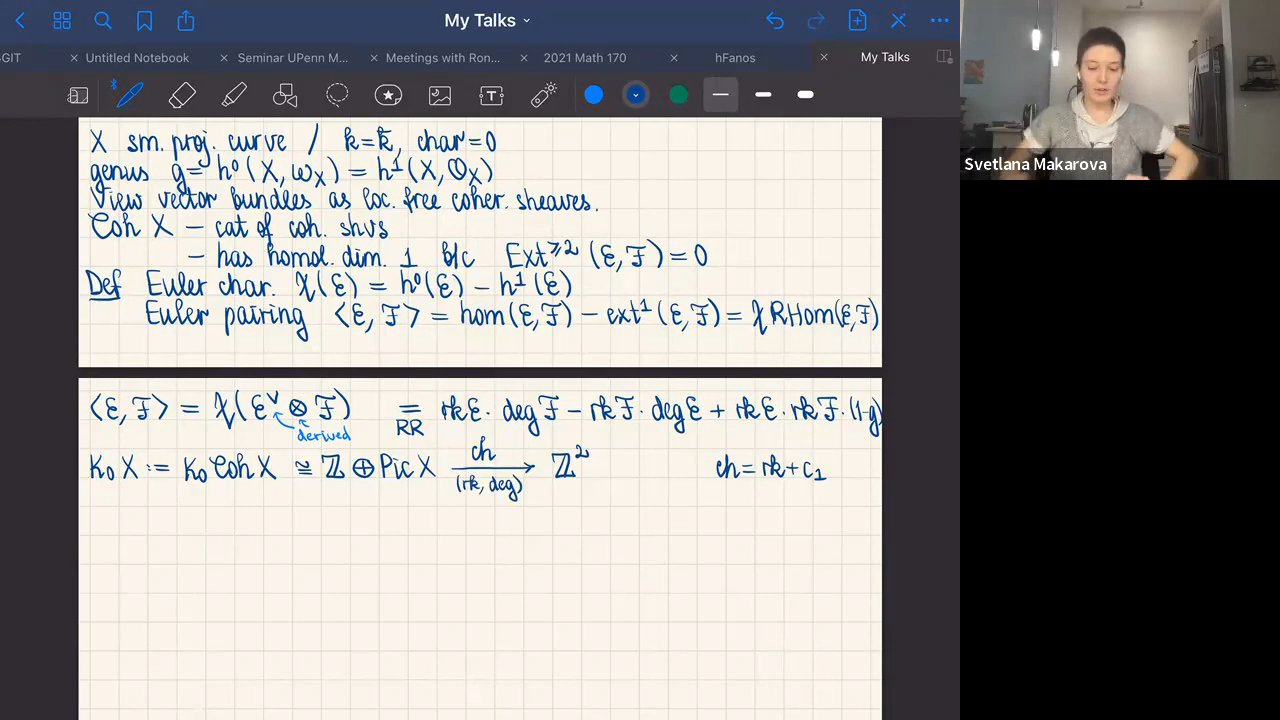 My Talks
GIT
Untitled Notebook
Seminar UPenn M...
Meetings with Ron...
2021 Math 170
hFanos
My Talks
Svetlana Makarova
X sm. proj. curve / k=k̄, char=0
genus g = h⁰(X, ω_X) = h¹(X, O_X)
View vector bundles as loc. free coher. sheaves.
Coh X – cat of coh. shvs
– has homol. dim. 1 b/c Ext^{≥2}(ℰ, ℱ) = 0
Def Euler char. χ(ℰ) = h⁰(ℰ) – h¹(ℰ)
Euler pairing ⟨ℰ, ℱ⟩ = hom(ℰ, ℱ) – ext¹(ℰ, ℱ) = χ RHom(ℰ, ℱ)
⟨ℰ, ℱ⟩ = χ(ℰ^∨ ⊗ ℱ) = rk ℰ · deg ℱ – rk ℱ · deg ℰ + rk ℰ · rk ℱ · (1-g)
derived
RR
K₀ X := K₀ Coh X ≅ ℤ ⊕ Pic X ch → (rk, deg) ℤ² ch = rk + c₁